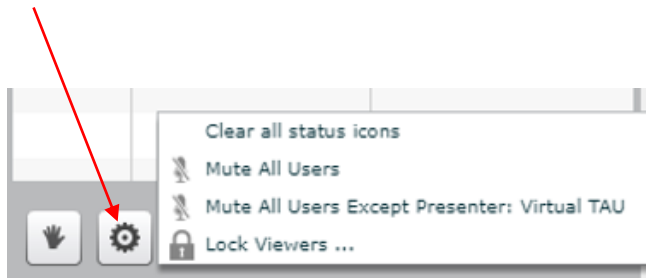 Clear all status icons
Mute All Users
Mute All Users Except Presenter: Virtual TAU
Lock Viewers ...